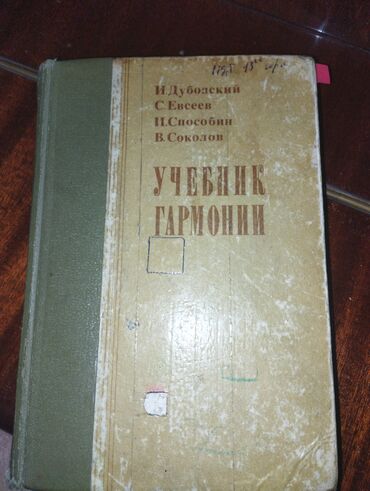 И.Дубовский
С.Евсеев
И.Способин
В.Соколов
УЧЕБНИК
ГАРМОНИИ